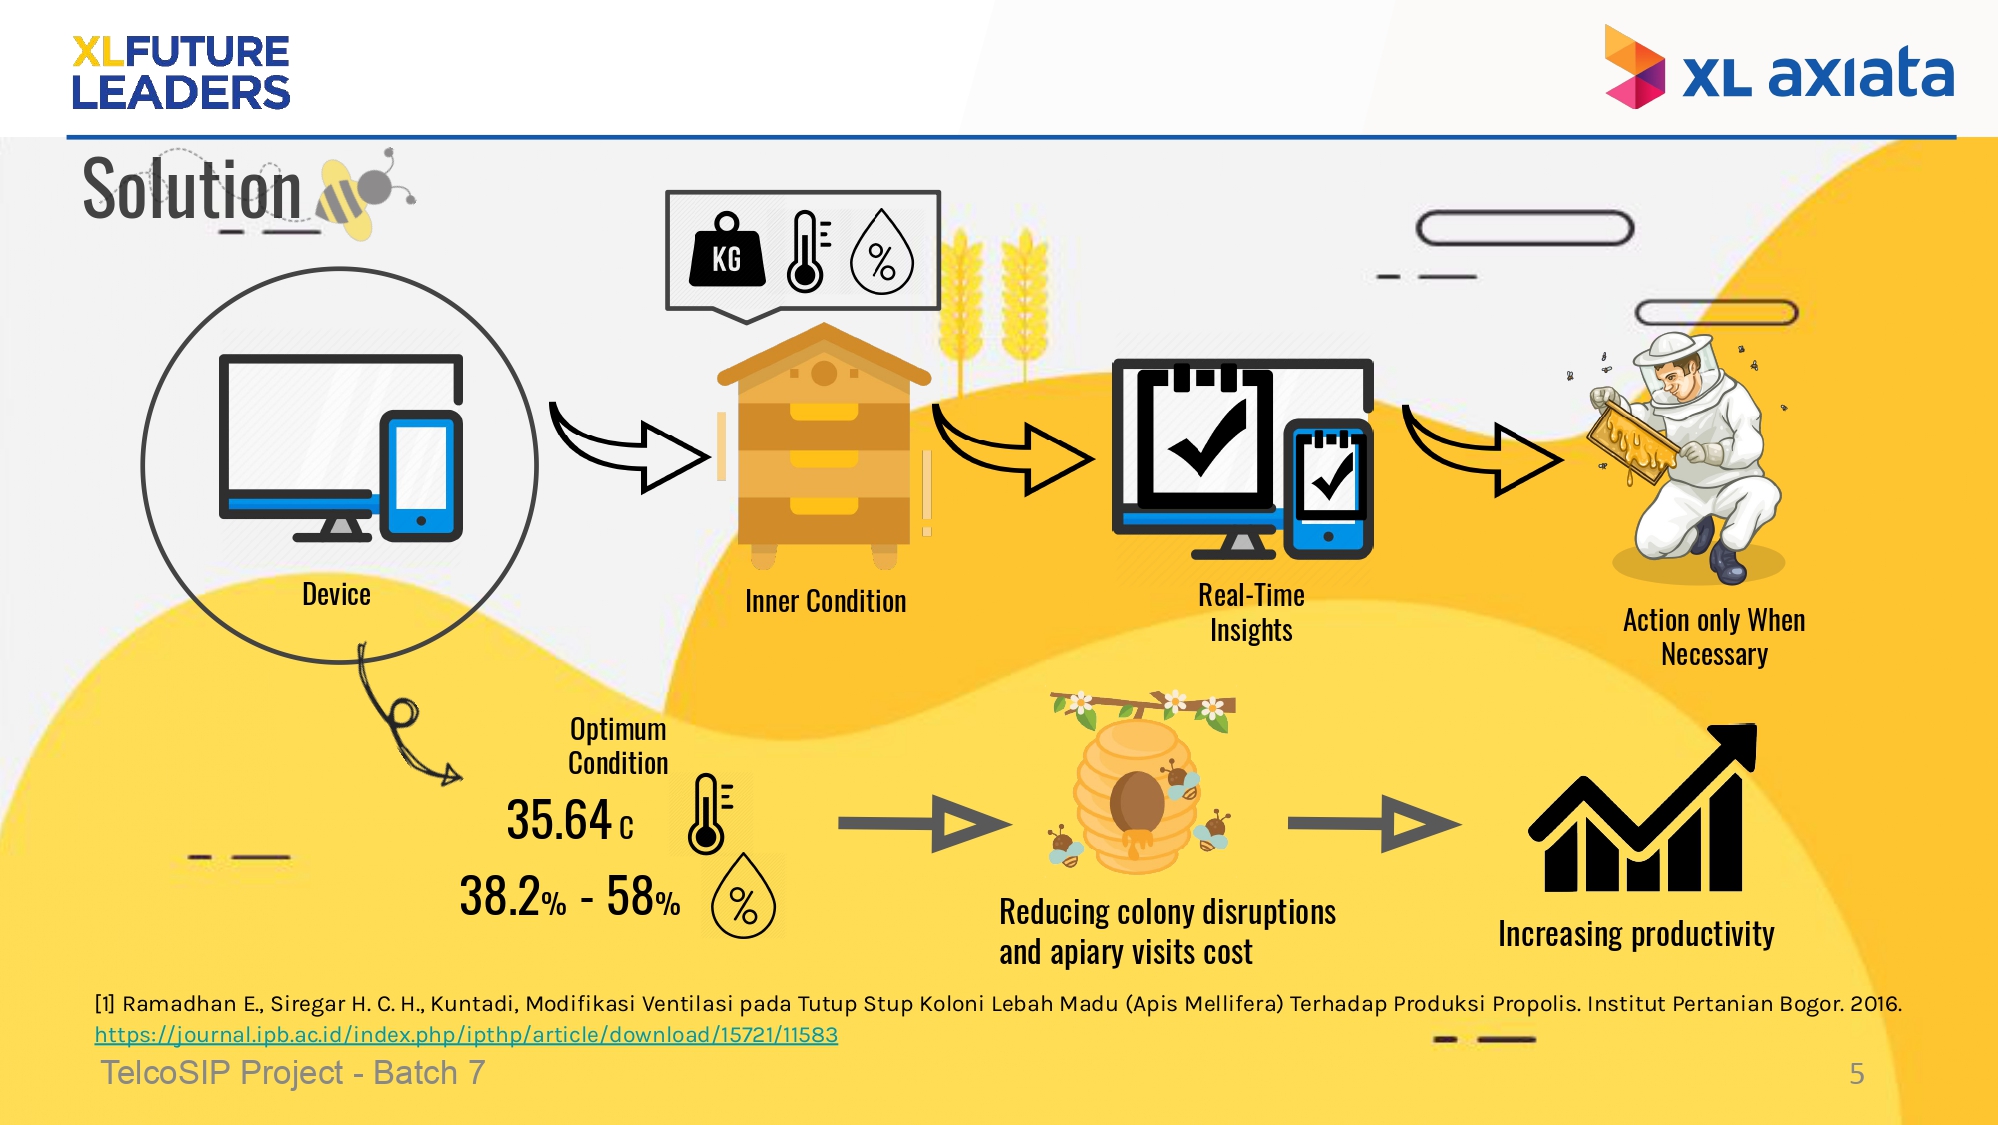 XLFUTURE
LEADERS
XL axiata
Solution
KG
%
Device
Inner Condition
Real-Time
Insights
Action only When
Necessary
Optimum
Condition
35.64 C
38.2% - 58%
%
Reducing colony disruptions
and apiary visits cost
Increasing productivity
[1] Ramadhan E., Siregar H. C. H., Kuntadi, Modifikasi Ventilasi pada Tutup Stup Koloni Lebah Madu (Apis Mellifera) Terhadap Produksi Propolis. Institut Pertanian Bogor. 2016.
https://journal.ipb.ac.id/index.php/ipthp/article/download/15721/11583
TelcoSIP Project - Batch 7
5